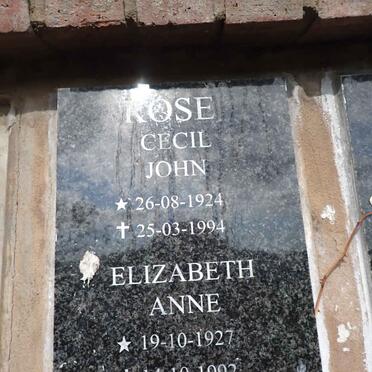 ROSE
CECIL
JOHN
★ 26-08-1924
✝ 25-03-1994
ELIZABETH
ANNE
★ 19-10-1927